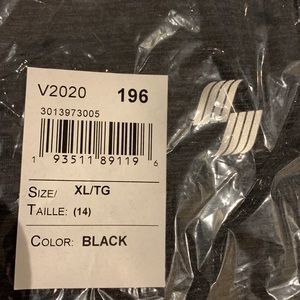 V2020 196
3013973005
1 93511 89119 6
SIZE/ XL/TG
TAILLE: (14)
COLOR: BLACK